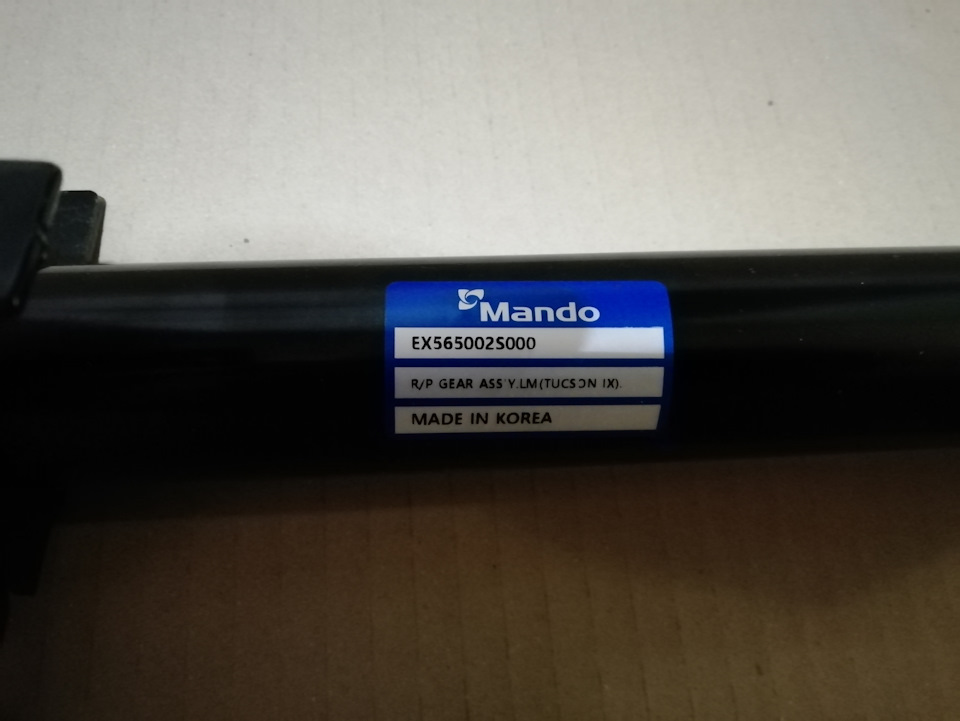 Mando
EX565002S000
R/P GEAR ASS'Y.LM(TUCSON IX).
MADE IN KOREA